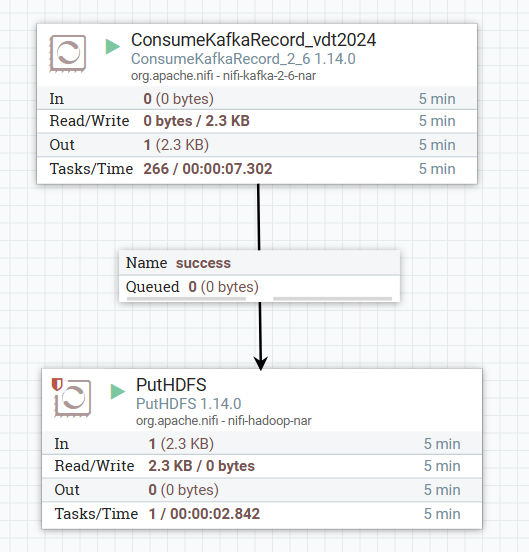 ConsumeKafkaRecord_vdt2024
ConsumeKafkaRecord_2_6 1.14.0
org.apache.nifi - nifi-kafka-2-6-nar
In 0 (0 bytes) 5 min
Read/Write 0 bytes / 2.3 KB 5 min
Out 1 (2.3 KB) 5 min
Tasks/Time 266 / 00:00:07.302 5 min
Name success
Queued 0 (0 bytes)
PutHDFS
PutHDFS 1.14.0
org.apache.nifi - nifi-hadoop-nar
In 1 (2.3 KB) 5 min
Read/Write 2.3 KB / 0 bytes 5 min
Out 0 (0 bytes) 5 min
Tasks/Time 1 / 00:00:02.842 5 min